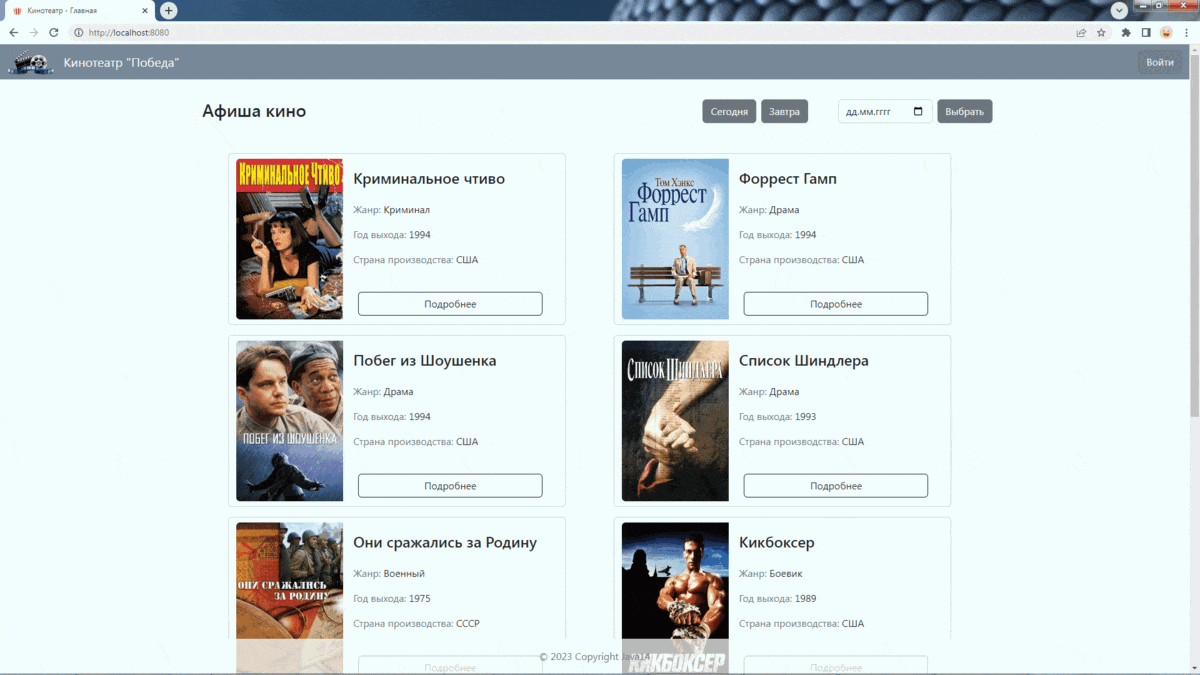 Кинотеатр - Главная
http://localhost:8080
Кинотеатр "Победа"
Войти
Афиша кино
Сегодня
Завтра
дд.мм.гггг
Выбрать
КРИМИНАЛЬНОЕ ЧТИВО
Криминальное чтиво
Жанр: Криминал
Год выхода: 1994
Страна производства: США
Подробнее
Том Хэнкс
Форрест
Гамп
Форрест Гамп
Жанр: Драма
Год выхода: 1994
Страна производства: США
Подробнее
ПОБЕГ ИЗ ШОУШЕНКА
Побег из Шоушенка
Жанр: Драма
Год выхода: 1994
Страна производства: США
Подробнее
СПИСОК ШИНДЛЕРА
Список Шиндлера
Жанр: Драма
Год выхода: 1993
Страна производства: США
Подробнее
ОНИ СРАЖАЛИСЬ
ЗА РОДИНУ
Они сражались за Родину
Жанр: Военный
Год выхода: 1975
Страна производства: СССР
Подробнее
КИКБОКСЕР
Кикбоксер
Жанр: Боевик
Год выхода: 1989
Страна производства: США
Подробнее
© 2023 Copyright Java14